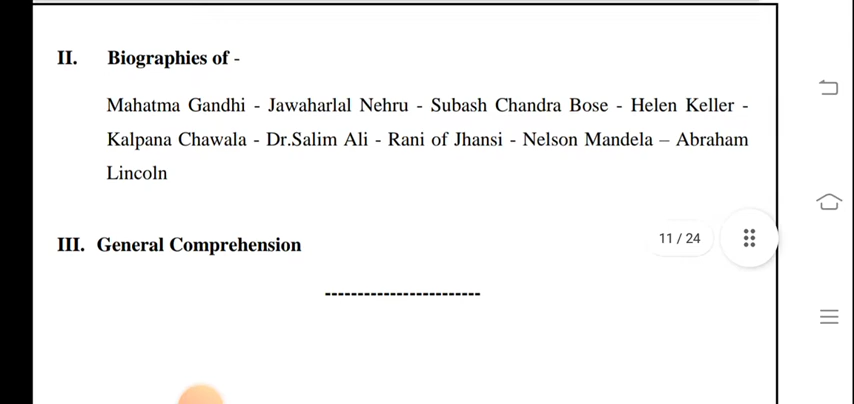 II. Biographies of -
Mahatma Gandhi - Jawaharlal Nehru - Subash Chandra Bose - Helen Keller -
Kalpana Chawala - Dr.Salim Ali - Rani of Jhansi - Nelson Mandela – Abraham
Lincoln
III. General Comprehension
11 / 24
------------------------